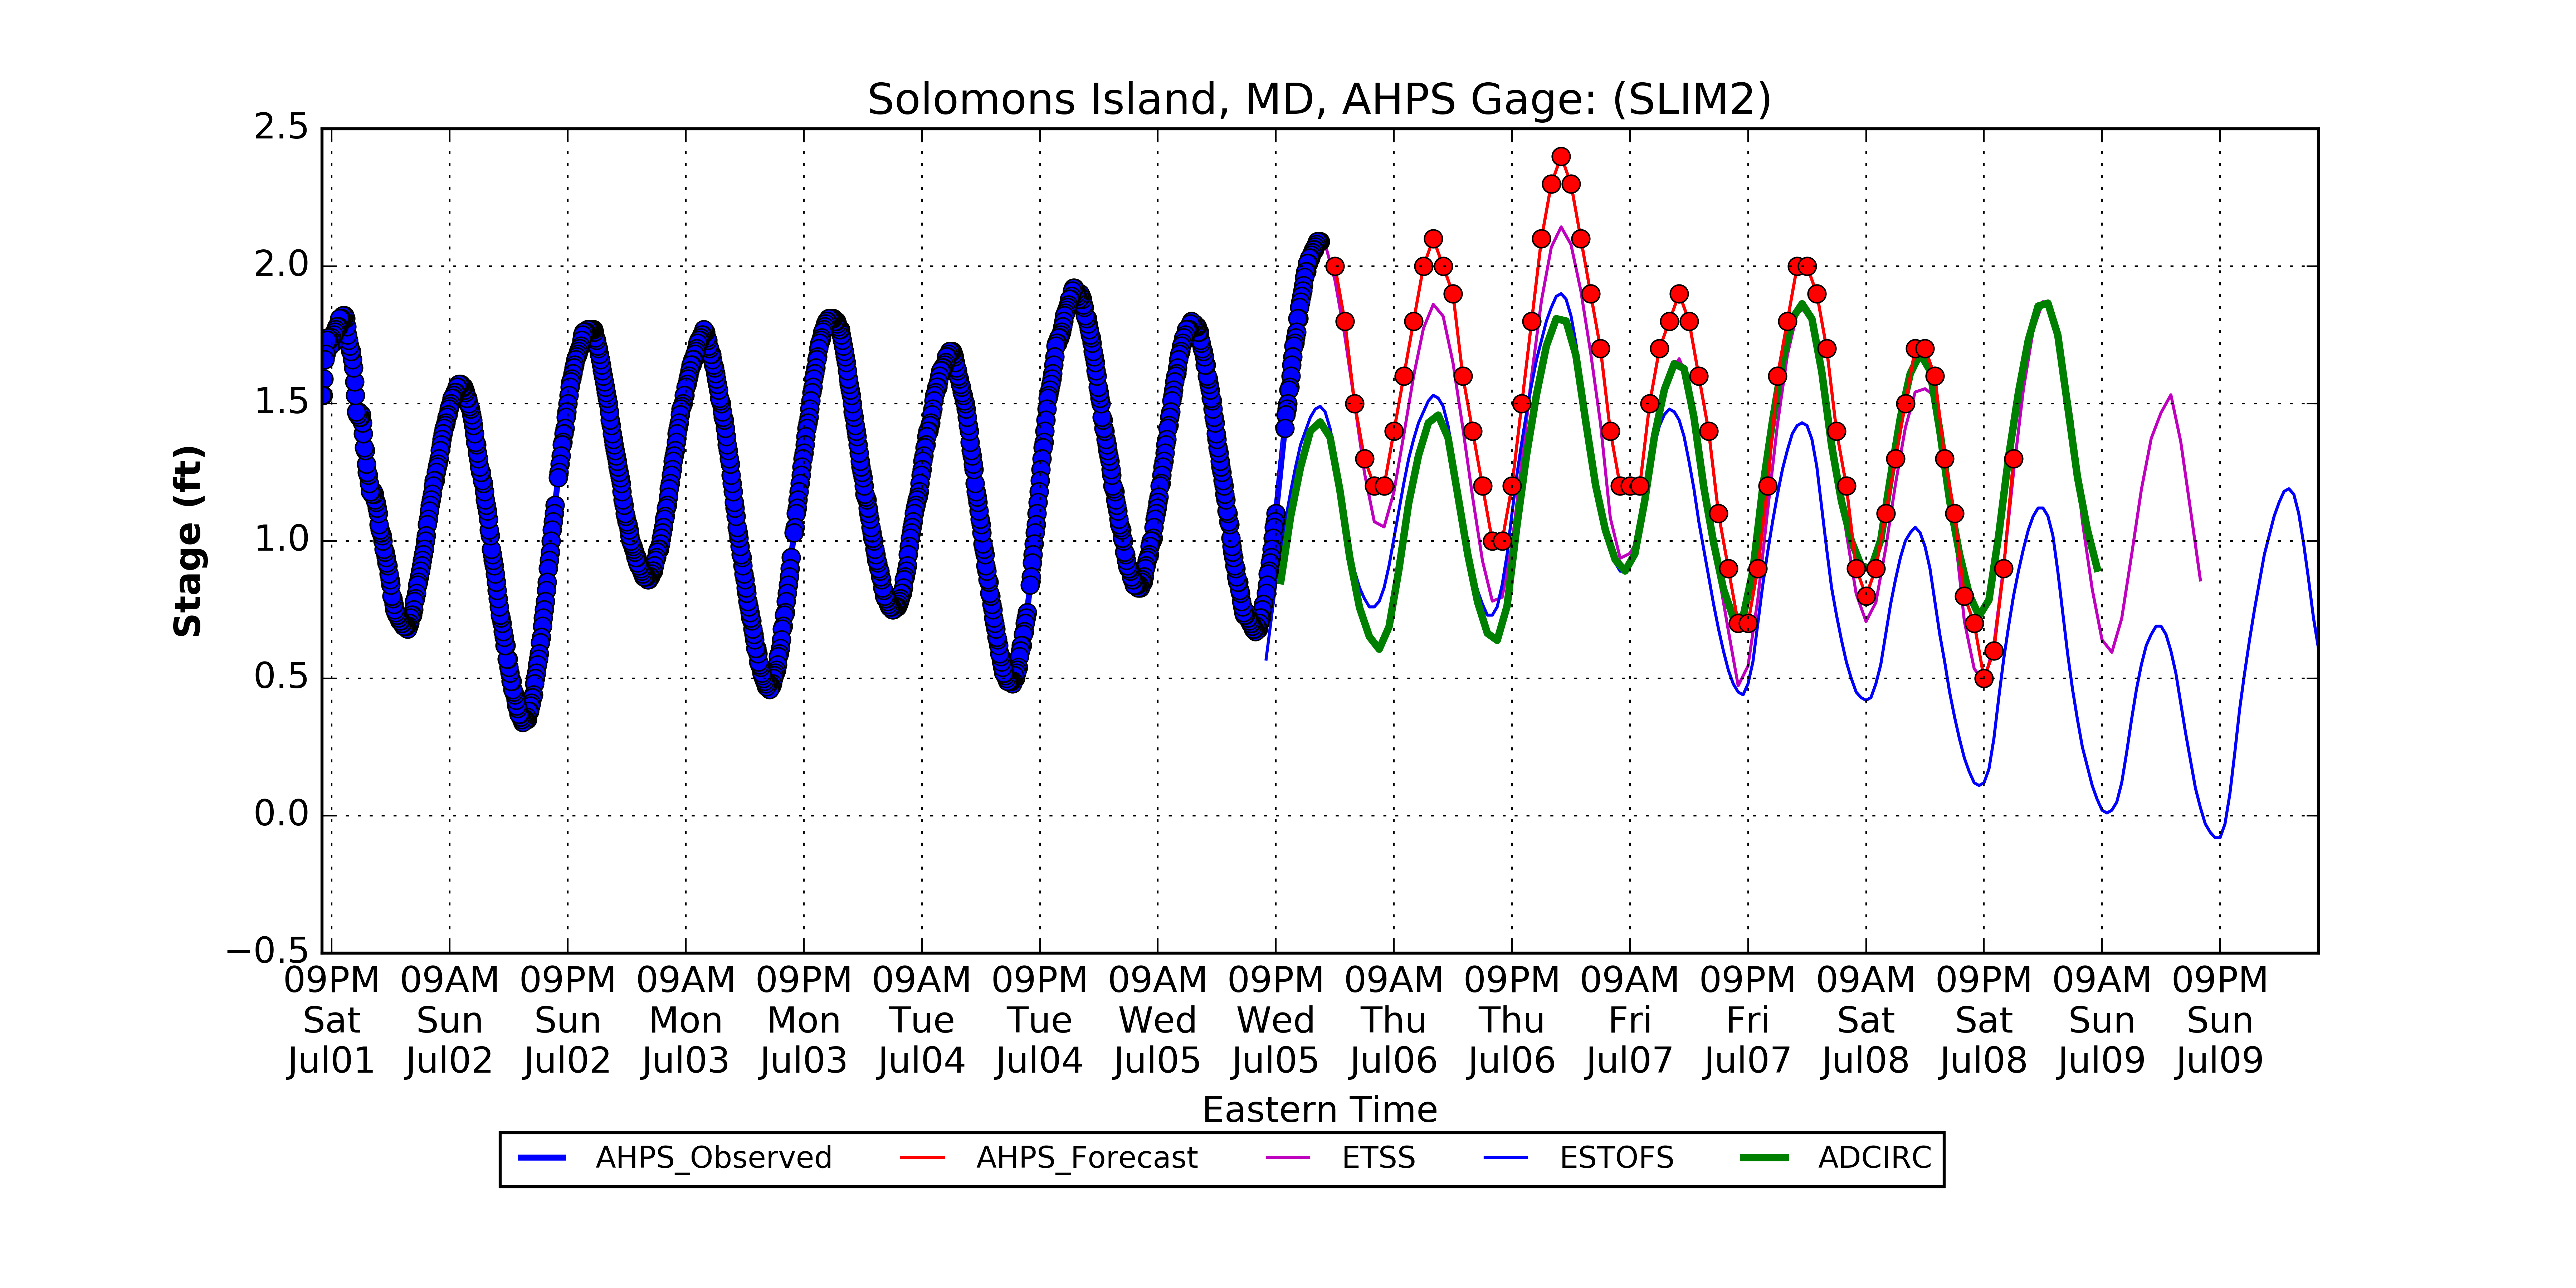 Solomons Island, MD, AHPS Gage: (SLIM2)
2.5
2.0
1.5
1.0
0.5
0.0
−0.5
Stage (ft)
09PM 09AM 09PM 09AM 09PM 09AM 09PM 09AM 09PM 09AM 09PM 09AM 09PM 09AM 09PM 09AM 09PM
Sat Sun Sun Mon Mon Tue Tue Wed Wed Thu Thu Fri Fri Sat Sat Sun Sun
Jul01 Jul02 Jul02 Jul03 Jul03 Jul04 Jul04 Jul05 Jul05 Jul06 Jul06 Jul07 Jul07 Jul08 Jul08 Jul09 Jul09
Eastern Time
AHPS_Observed AHPS_Forecast ETSS ESTOFS ADCIRC